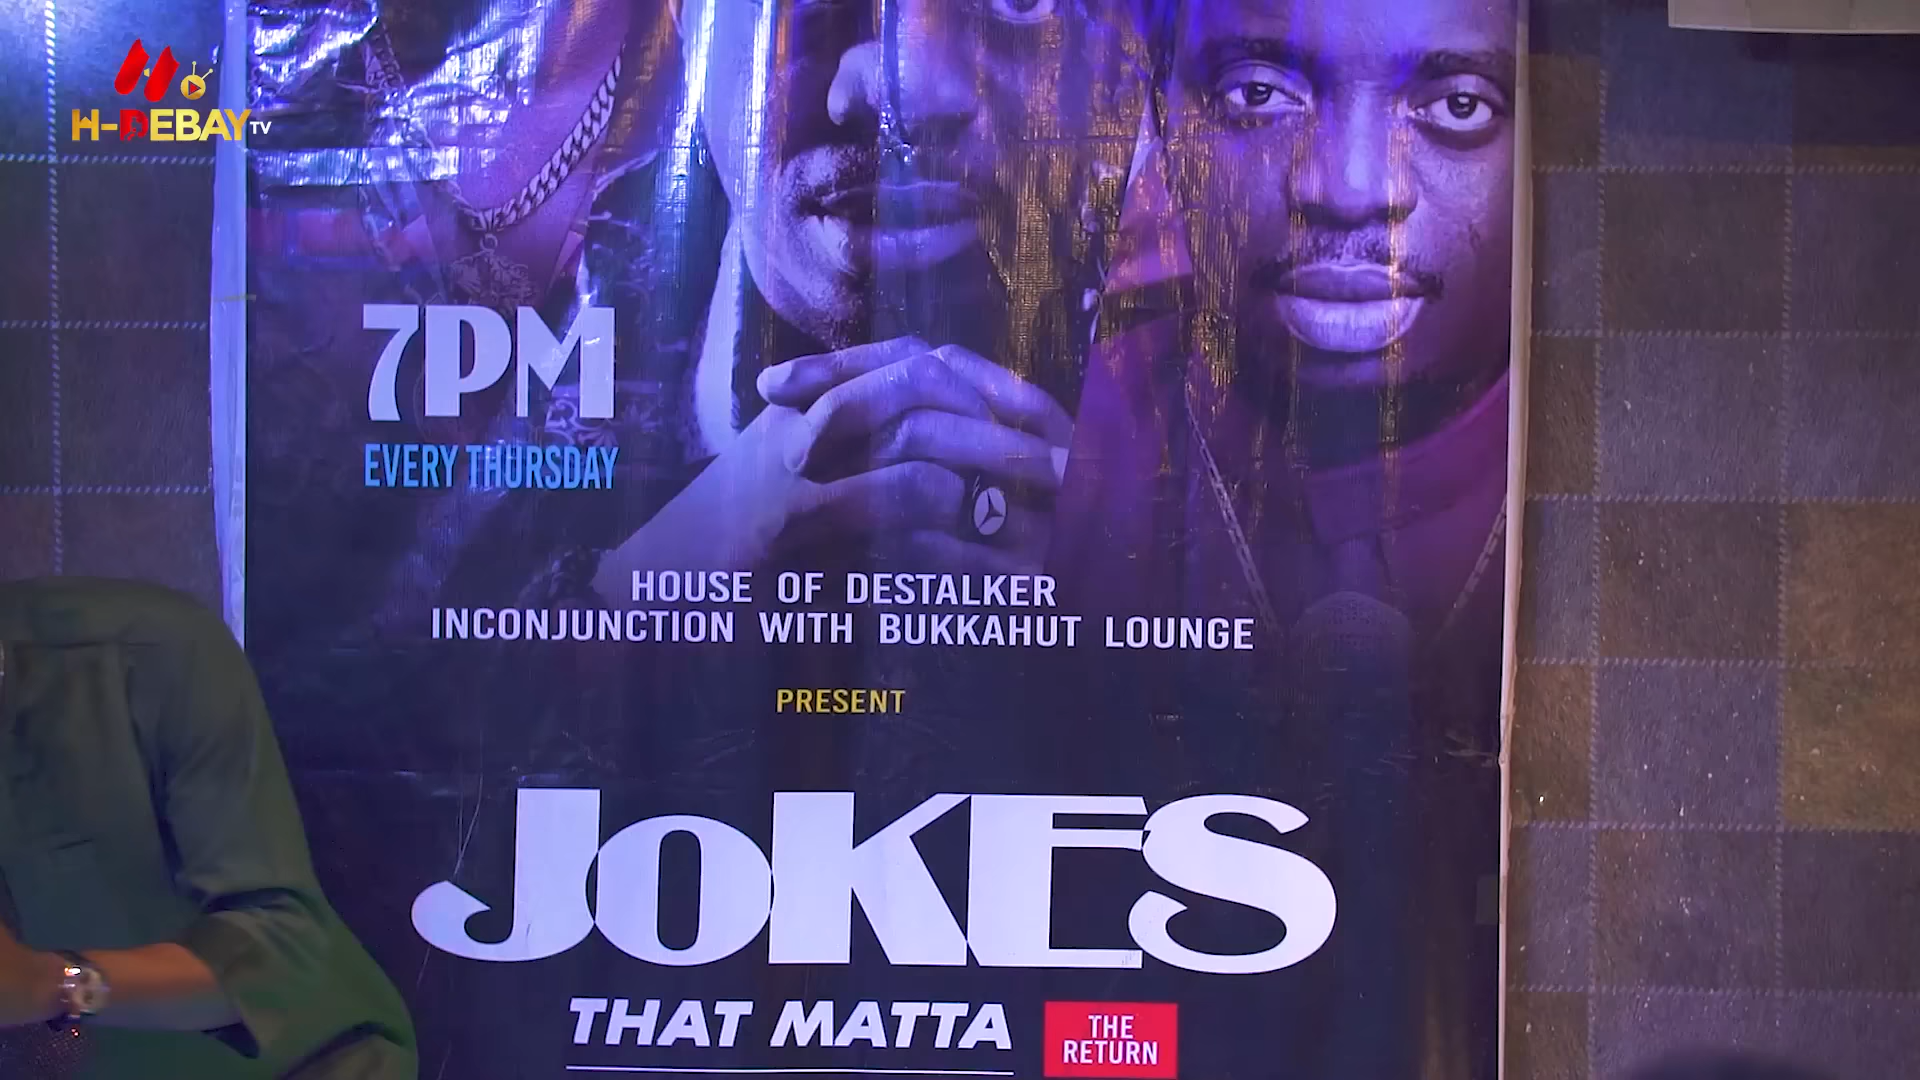 H-DEBAY TV
7PM
EVERY THURSDAY
HOUSE OF DESTALKER
INCONJUNCTION WITH BUKKAHUT LOUNGE
PRESENT
JOKES
THAT MATTA
THE
RETURN